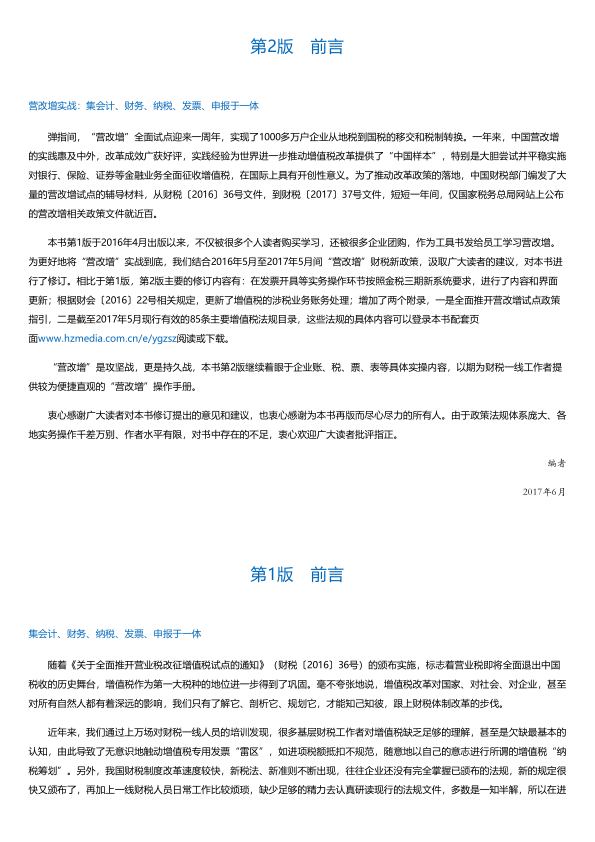 第2版　前言
营改增实战：集会计、财务、纳税、发票、申报于一体
弹指间，“营改增”全面试点迎来一周年，实现了1000多万户企业从地税到国税的移交和税制转换。一年来，中国营改增
的实践惠及中外，改革成效广获好评，实践经验为世界进一步推动增值税改革提供了“中国样本”，特别是大胆尝试并平稳实施
对银行、保险、证券等金融业务全面征收增值税，在国际上具有开创性意义。为了推动改革政策的落地，中国财税部门编发了大
量的营改增试点的辅导材料，从财税〔2016〕36号文件，到财税〔2017〕37号文件，短短一年间，仅国家税务总局网站上公布
的营改增相关政策文件就近百。
本书第1版于2016年4月出版以来，不仅被很多个人读者购买学习，还被很多企业团购，作为工具书发给员工学习营改增。
为更好地将“营改增”实战到底，我们结合2016年5月至2017年5月间“营改增”财税新政策，汲取广大读者的建议，对本书进
行了修订。相比于第1版，第2版主要的修订内容有：在发票开具等实务操作环节按照金税三期新系统要求，进行了内容和界面
更新；根据财会〔2016〕22号相关规定，更新了增值税的涉税业务账务处理；增加了两个附录，一是全面推开营改增试点政策
指引，二是截至2017年5月现行有效的85条主要增值税法规目录，这些法规的具体内容可以登录本书配套页
面www.hzmedia.com.cn/e/ygzsz阅读或下载。
“营改增”是攻坚战，更是持久战，本书第2版继续着眼于企业账、税、票、表等具体实操内容，以期为财税一线工作者提
供较为便捷直观的“营改增”操作手册。
衷心感谢广大读者对本书修订提出的意见和建议，也衷心感谢为本书再版而尽心尽力的所有人。由于政策法规体系庞大、各
地实务操作千差万别、作者水平有限，对书中存在的不足，衷心欢迎广大读者批评指正。
编者
2017年6月
第1版　前言
集会计、财务、纳税、发票、申报于一体
随着《关于全面推开营业税改征增值税试点的通知》（财税〔2016〕36号）的颁布实施，标志着营业税即将全面退出中国
税收的历史舞台，增值税作为第一大税种的地位进一步得到了巩固。毫不夸张地说，增值税改革对国家、对社会、对企业，甚至
对所有自然人都有着深远的影响，我们只有了解它、剖析它、规划它，才能知己知彼，跟上财税体制改革的步伐。
近年来，我们通过上万场对财税一线人员的培训发现，很多基层财税工作者对增值税缺乏足够的理解，甚至是欠缺最基本的
认知，由此导致了无意识地触动增值税专用发票“雷区”，如进项税额抵扣不规范，随意地以自己的意志进行所谓的增值税“纳
税筹划”。另外，我国财税制度改革速度较快，新税法、新准则不断出现，往往企业还没有完全掌握已颁布的法规，新的规定很
快又颁布了，再加上一线财税人员日常工作比较烦琐，缺少足够的精力去认真研读现行的法规文件，多数是一知半解，所以在进